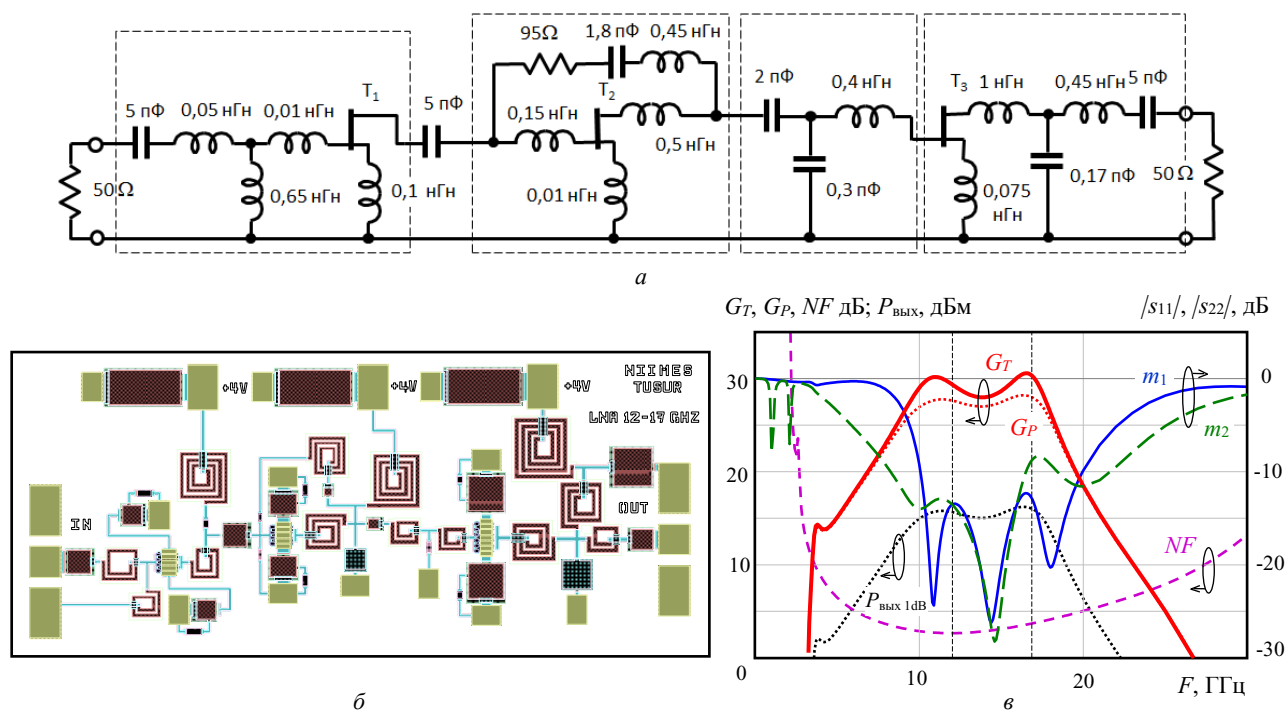 95Ω 1,8 пФ 0,45 нГн
5 пФ 0,05 нГн 0,01 нГн T1 5 пФ 0,15 нГн T2 2 пФ 0,4 нГн T3 1 нГн 0,45 нГн 5 пФ
50Ω 0,65 нГн 0,1 нГн 0,01 нГн 0,5 нГн 0,3 пФ 0,075 нГн 0,17 пФ 50Ω
а
+4V +4V +4V NIIMES
TUSUR
LNA 12-17 GHZ
IN OUT
б
GT, GP, NF дБ; Pвых, дБм /s11/, /s22/, дБ
30 GT m1 0
GP m2
20 -10
NF
10 -20
Pвых 1dB
-30
0 10 20 F, ГГц
в